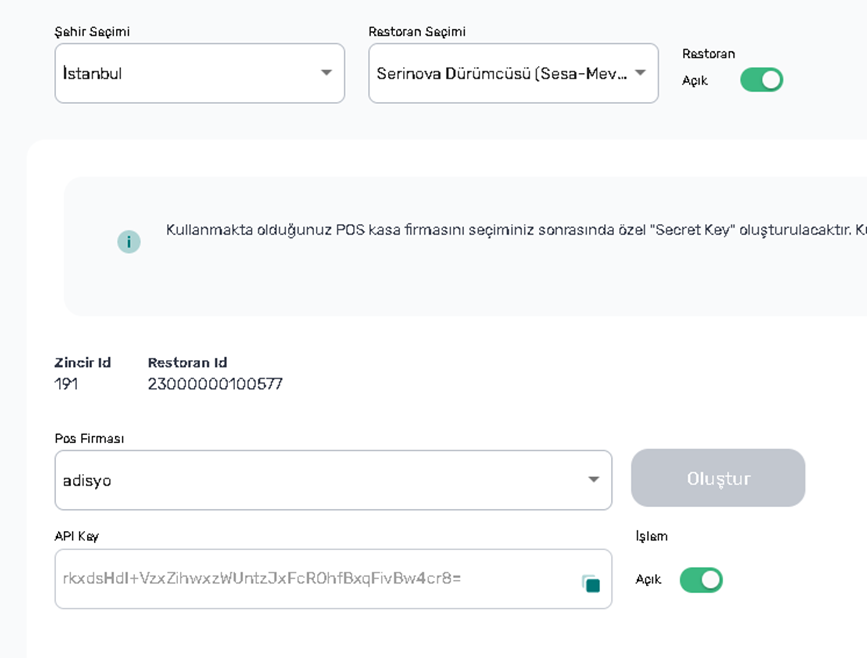 Şehir Seçimi
Restoran Seçimi
İstanbul
Serinova Dürümcüsü (Sesa-Mev...
Restoran
Açık
Kullanmakta olduğunuz POS kasa firmasını seçiminiz sonrasında özel "Secret Key" oluşturulacaktır.
Zincir Id
Restoran Id
191
23000000100577
Pos Firması
adisyo
Oluştur
API Key
İşlem
rkxdsHdI+VzxZihwxzWUntzJxFcROhfBxqFivBw4cr8=
Açık